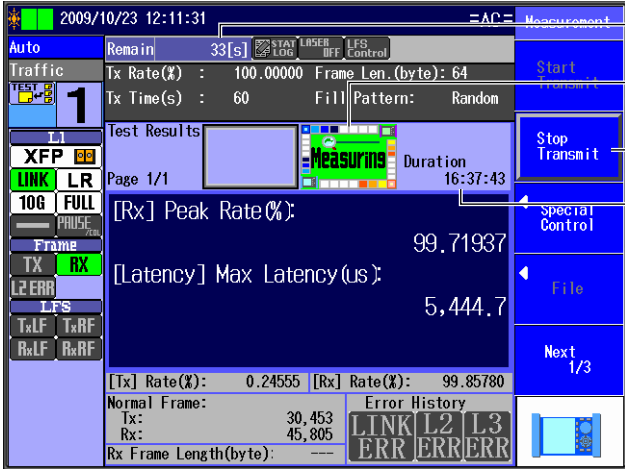 2009/10/23 12:11:31 =AC= Measurement
Auto
Remain 33[s] STAT LOG LASER OFF LFS Control
Traffic
Tx Rate(%) : 100.00000 Frame Len.(byte): 64
Start Transmit
TEST
1
Tx Time(s) : 60 Fill Pattern: Random
Test Results
Measuring
Duration
Page 1/1
16:37:43
Stop
Transmit
L1
XFP
LINK LR
10G FULL
PAUSE
Frame
TX RX
L2 ERR
LFS
TxLF TxRF
RxLF RxRF
[Rx] Peak Rate(%):
99.71937
[Latency] Max Latency(us):
5,444.7
Special
Control
File
Next
1/3
[Tx] Rate(%): 0.24555 [Rx] Rate(%): 99.85780
Normal Frame:
Tx: 30,453
Rx: 45,805
Rx Frame Length(byte): ---
Error History
LINK ERR L2 ERR L3 ERR